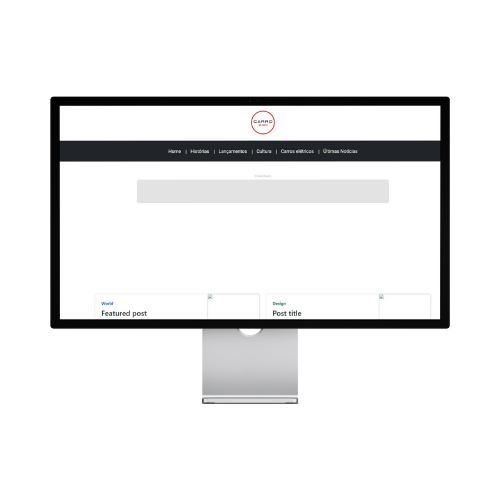 CARRO
Home | Histórias | Lançamentos | Cultura | Carros elétricos | Últimas Notícias
World
Featured post
Design
Post title